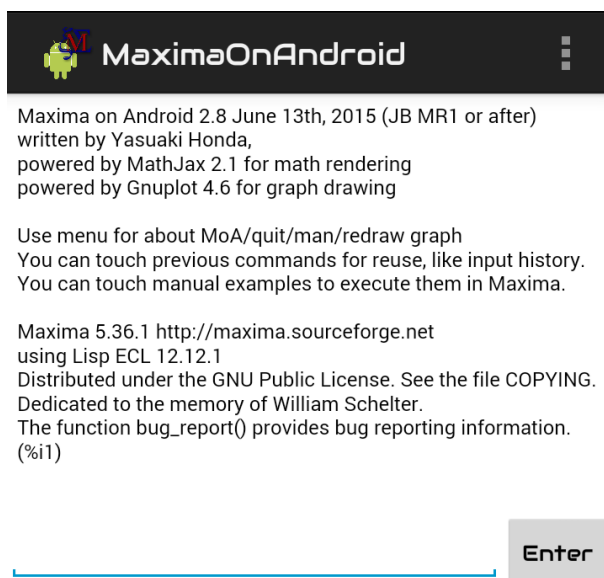 MaximaOnAndroid
Maxima on Android 2.8 June 13th, 2015 (JB MR1 or after)
written by Yasuaki Honda,
powered by MathJax 2.1 for math rendering
powered by Gnuplot 4.6 for graph drawing
Use menu for about MoA/quit/man/redraw graph
You can touch previous commands for reuse, like input history.
You can touch manual examples to execute them in Maxima.
Maxima 5.36.1 http://maxima.sourceforge.net
using Lisp ECL 12.12.1
Distributed under the GNU Public License. See the file COPYING.
Dedicated to the memory of William Schelter.
The function bug_report() provides bug reporting information.
(%i1)
Enter